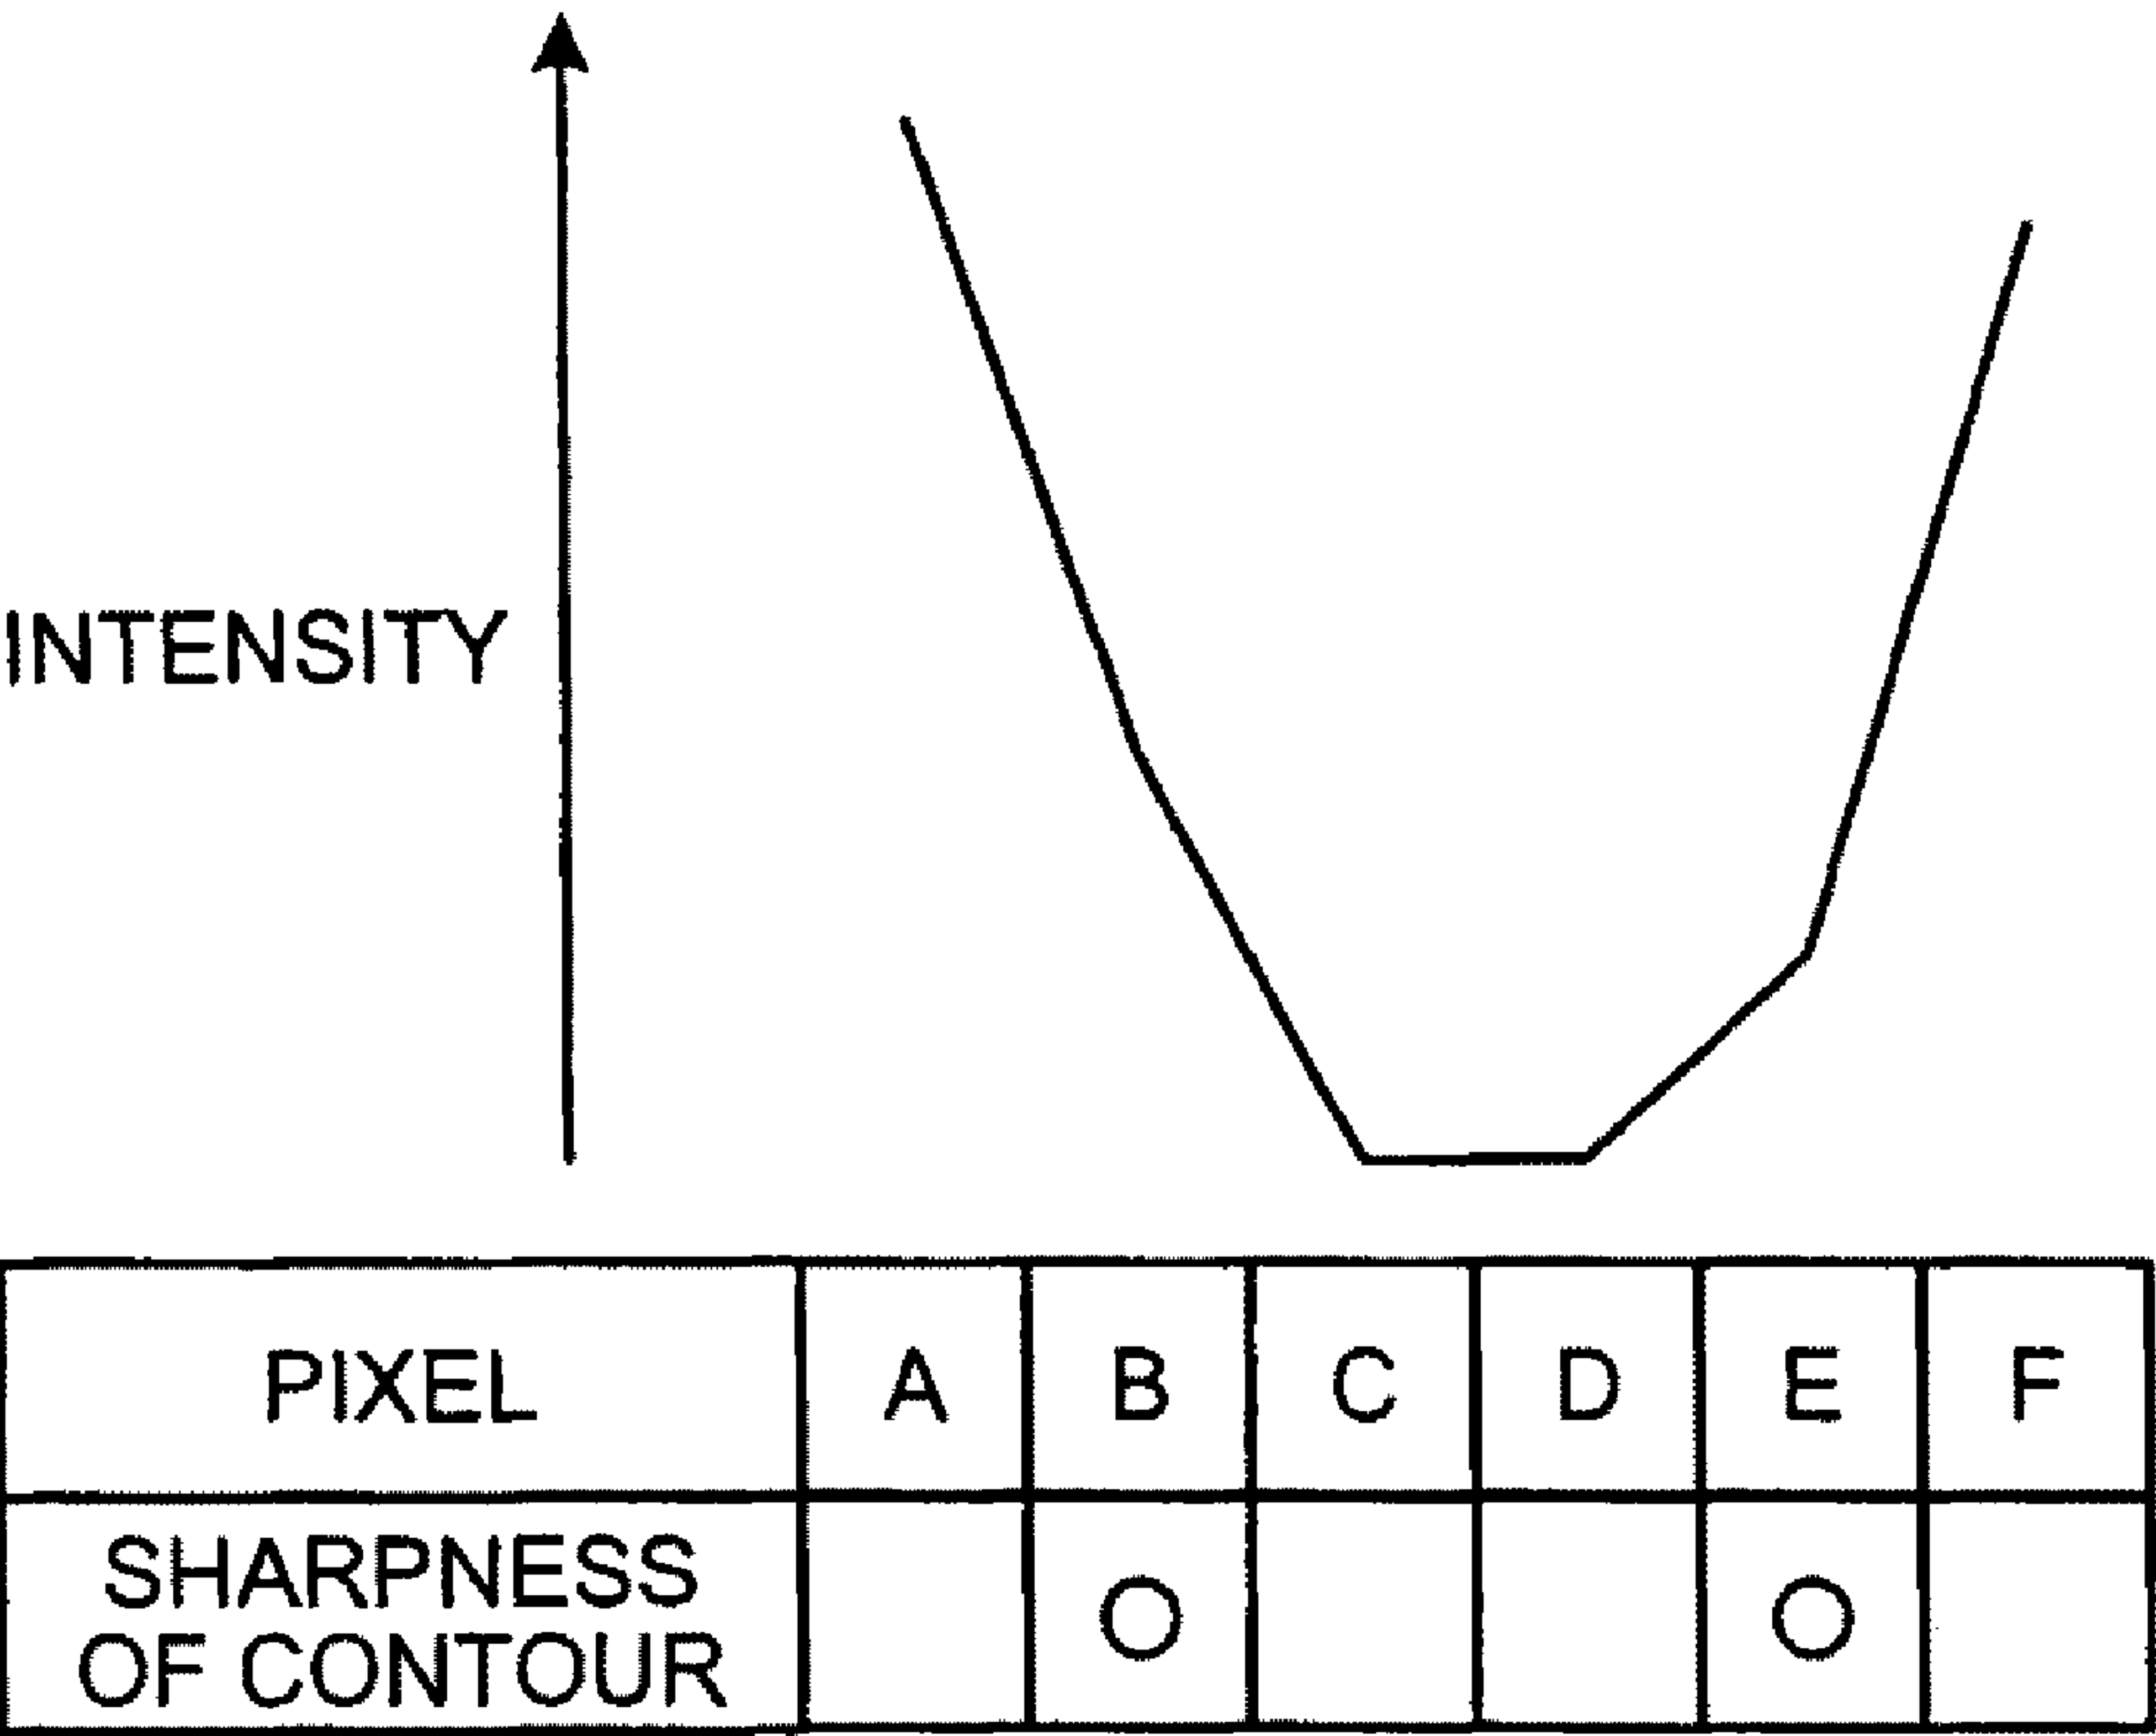 INTENSITY
PIXEL A B C D E F
SHARPNESS
OF CONTOUR ○ ○